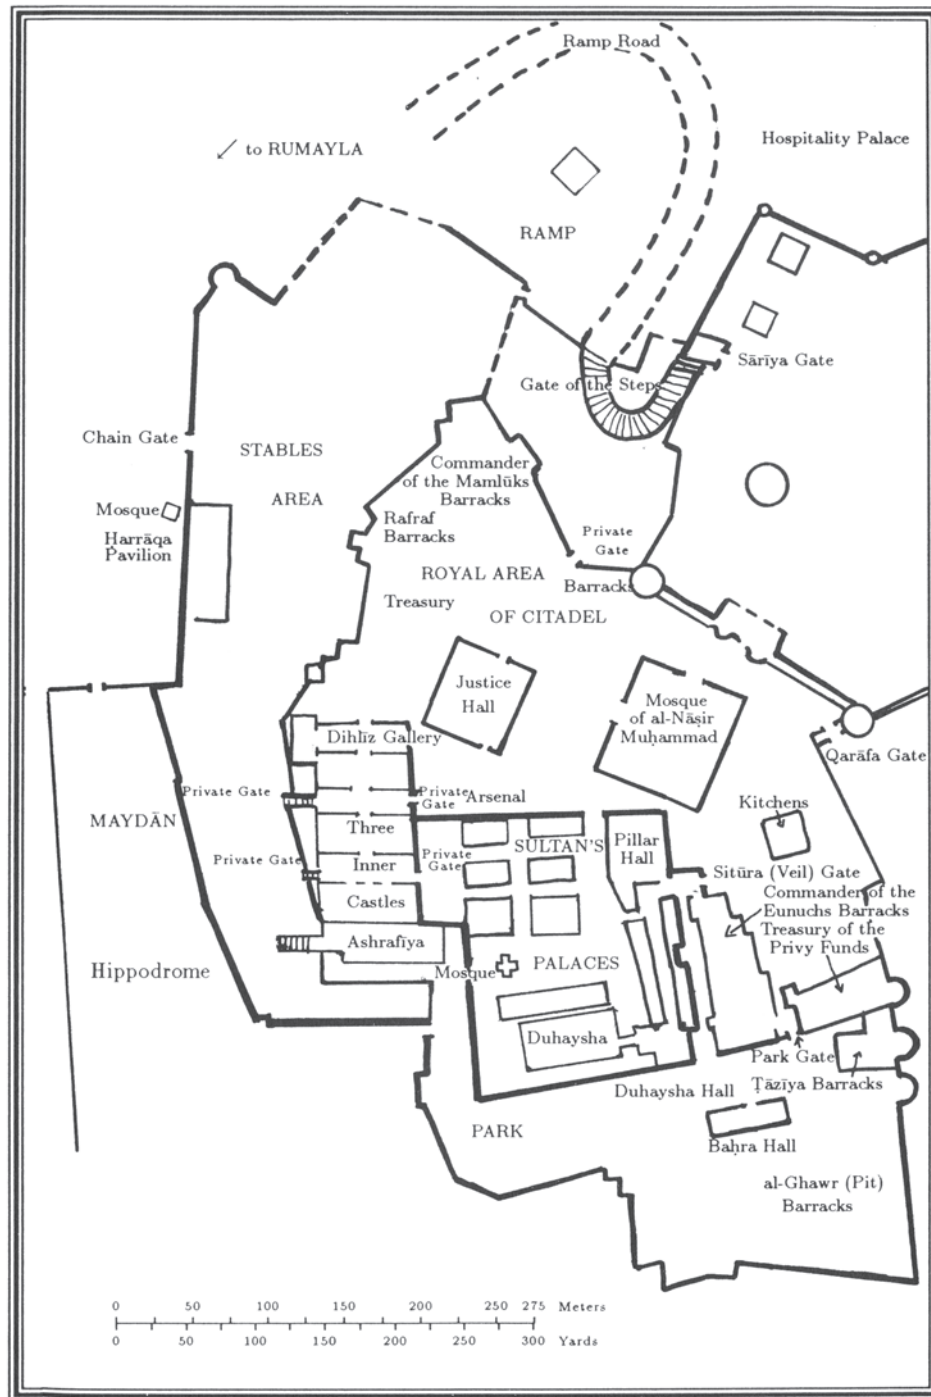 Ramp Road
Hospitality Palace
↙ to RUMAYLA
RAMP
Sārīya Gate
Gate of the Steps
Chain Gate
STABLES
AREA
Commander
of the Mamlūks
Barracks
Mosque
Ḥarrāqa
Pavilion
Rafraf
Barracks
Private
Gate
ROYAL AREA
OF CITADEL
Barracks
Treasury
Justice
Hall
Mosque
of al-Nāṣir
Muḥammad
Dihlīz Gallery
Qarāfa Gate
Private Gate
Private
Gate
Arsenal
Kitchens
MAYDĀN
Three
Inner
Castles
SULTAN'S
Pillar
Hall
Private Gate
Private
Gate
Sitūra (Veil) Gate
Commander of the
Eunuchs Barracks
Treasury of the
Privy Funds
Ashrafīya
Hippodrome
Mosque
PALACES
Duhaysha
Park Gate
Ṭāzīya Barracks
Duhaysha Hall
PARK
Baḥra Hall
al-Ghawr (Pit)
Barracks
0 50 100 150 200 250 275 Meters
0 50 100 150 200 250 300 Yards